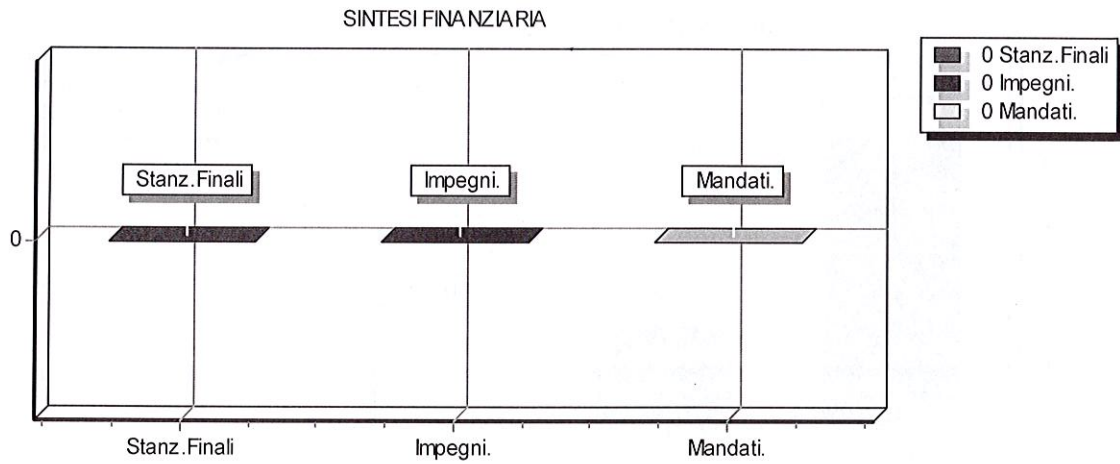 SINTESI FINANZIARIA
0 Stanz.Finali
0 Impegni.
0 Mandati.
Stanz.Finali
Impegni.
Mandati.
0
Stanz.Finali
Impegni.
Mandati.